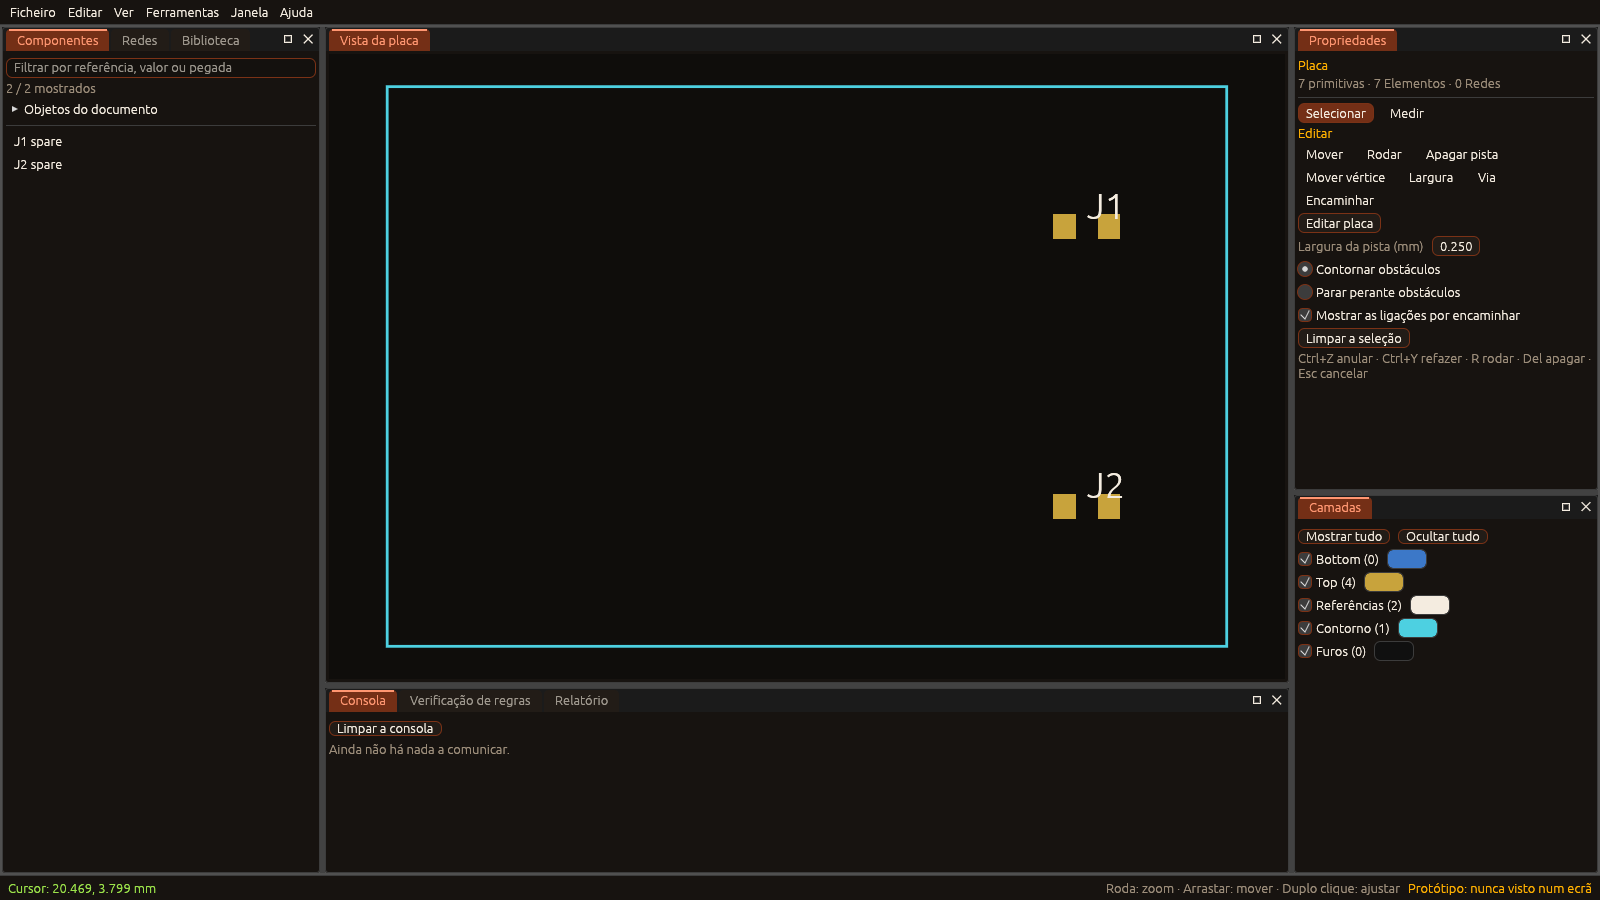 Ficheiro Editar Ver Ferramentas Janela Ajuda
Componentes Redes Biblioteca
Filtrar por referência, valor ou pegada
2 / 2 mostrados
Objetos do documento
J1 spare
J2 spare
Vista da placa
J1
J2
Consola Verificação de regras Relatório
Limpar a consola
Ainda não há nada a comunicar.
Propriedades
Placa
7 primitivas · 7 Elementos · 0 Redes
Selecionar Medir
Editar
Mover Rodar Apagar pista
Mover vértice Largura Via
Encaminhar
Editar placa
Largura da pista (mm) 0.250
Contornar obstáculos
Parar perante obstáculos
Mostrar as ligações por encaminhar
Limpar a seleção
Ctrl+Z anular · Ctrl+Y refazer · R rodar · Del apagar ·
Esc cancelar
Camadas
Mostrar tudo Ocultar tudo
Bottom (0)
Top (4)
Referências (2)
Contorno (1)
Furos (0)
Cursor: 20.469, 3.799 mm
Roda: zoom · Arrastar: mover · Duplo clique: ajustar Protótipo: nunca visto num ecrã